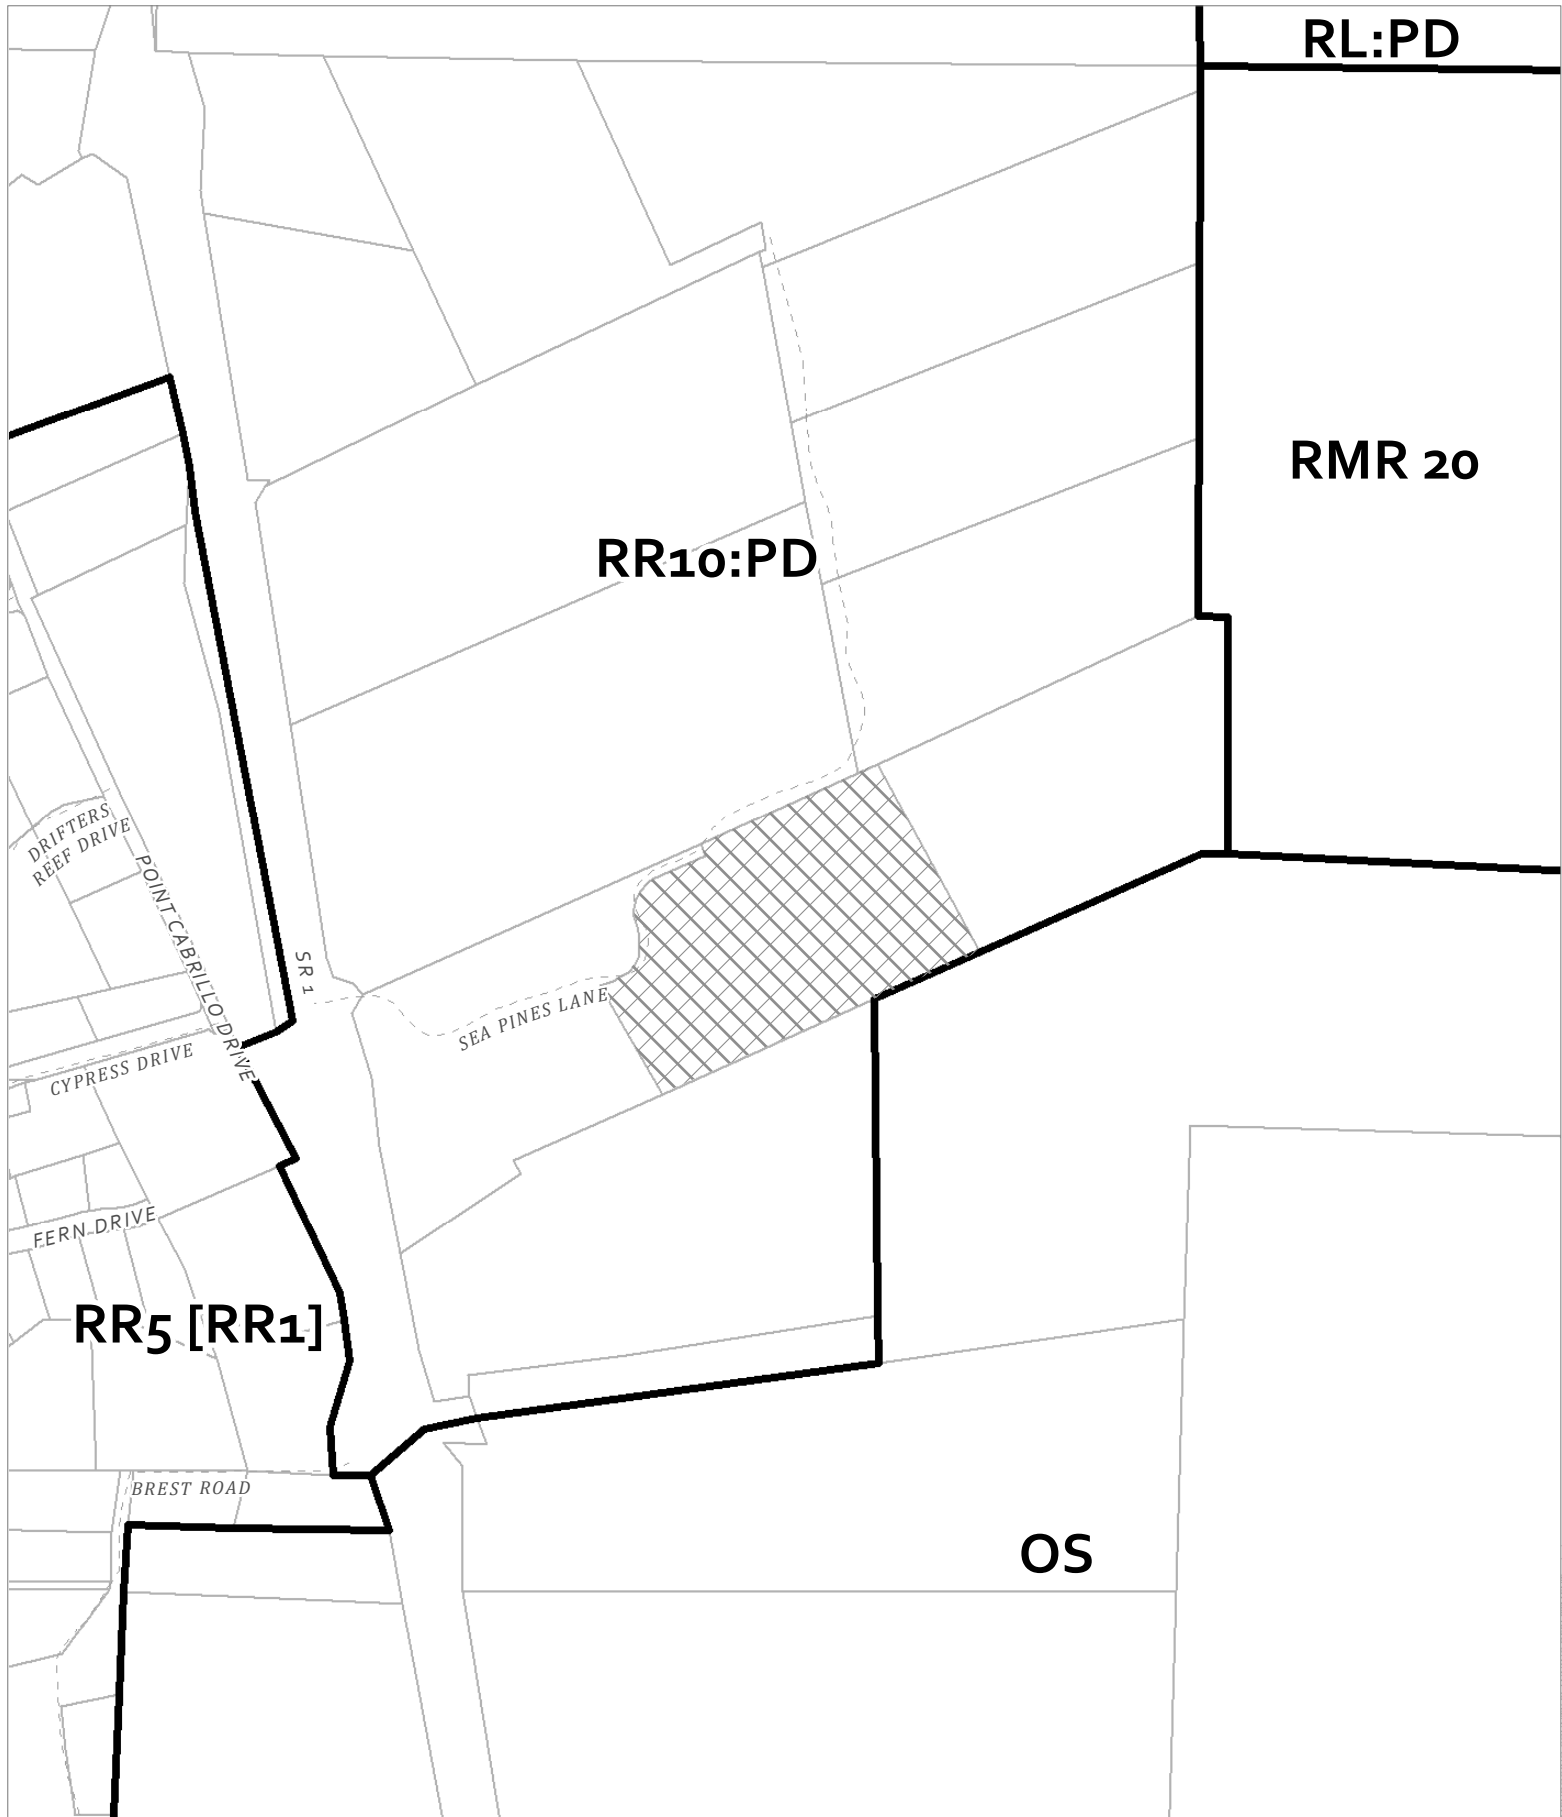 RL:PD
RMR 20
RR10:PD
DRIFTERS
REEF DRIVE
POINT CABRILLO DRIVE
SR 1
SEA PINES LANE
CYPRESS DRIVE
FERN DRIVE
RR5 [RR1]
BREST ROAD
OS